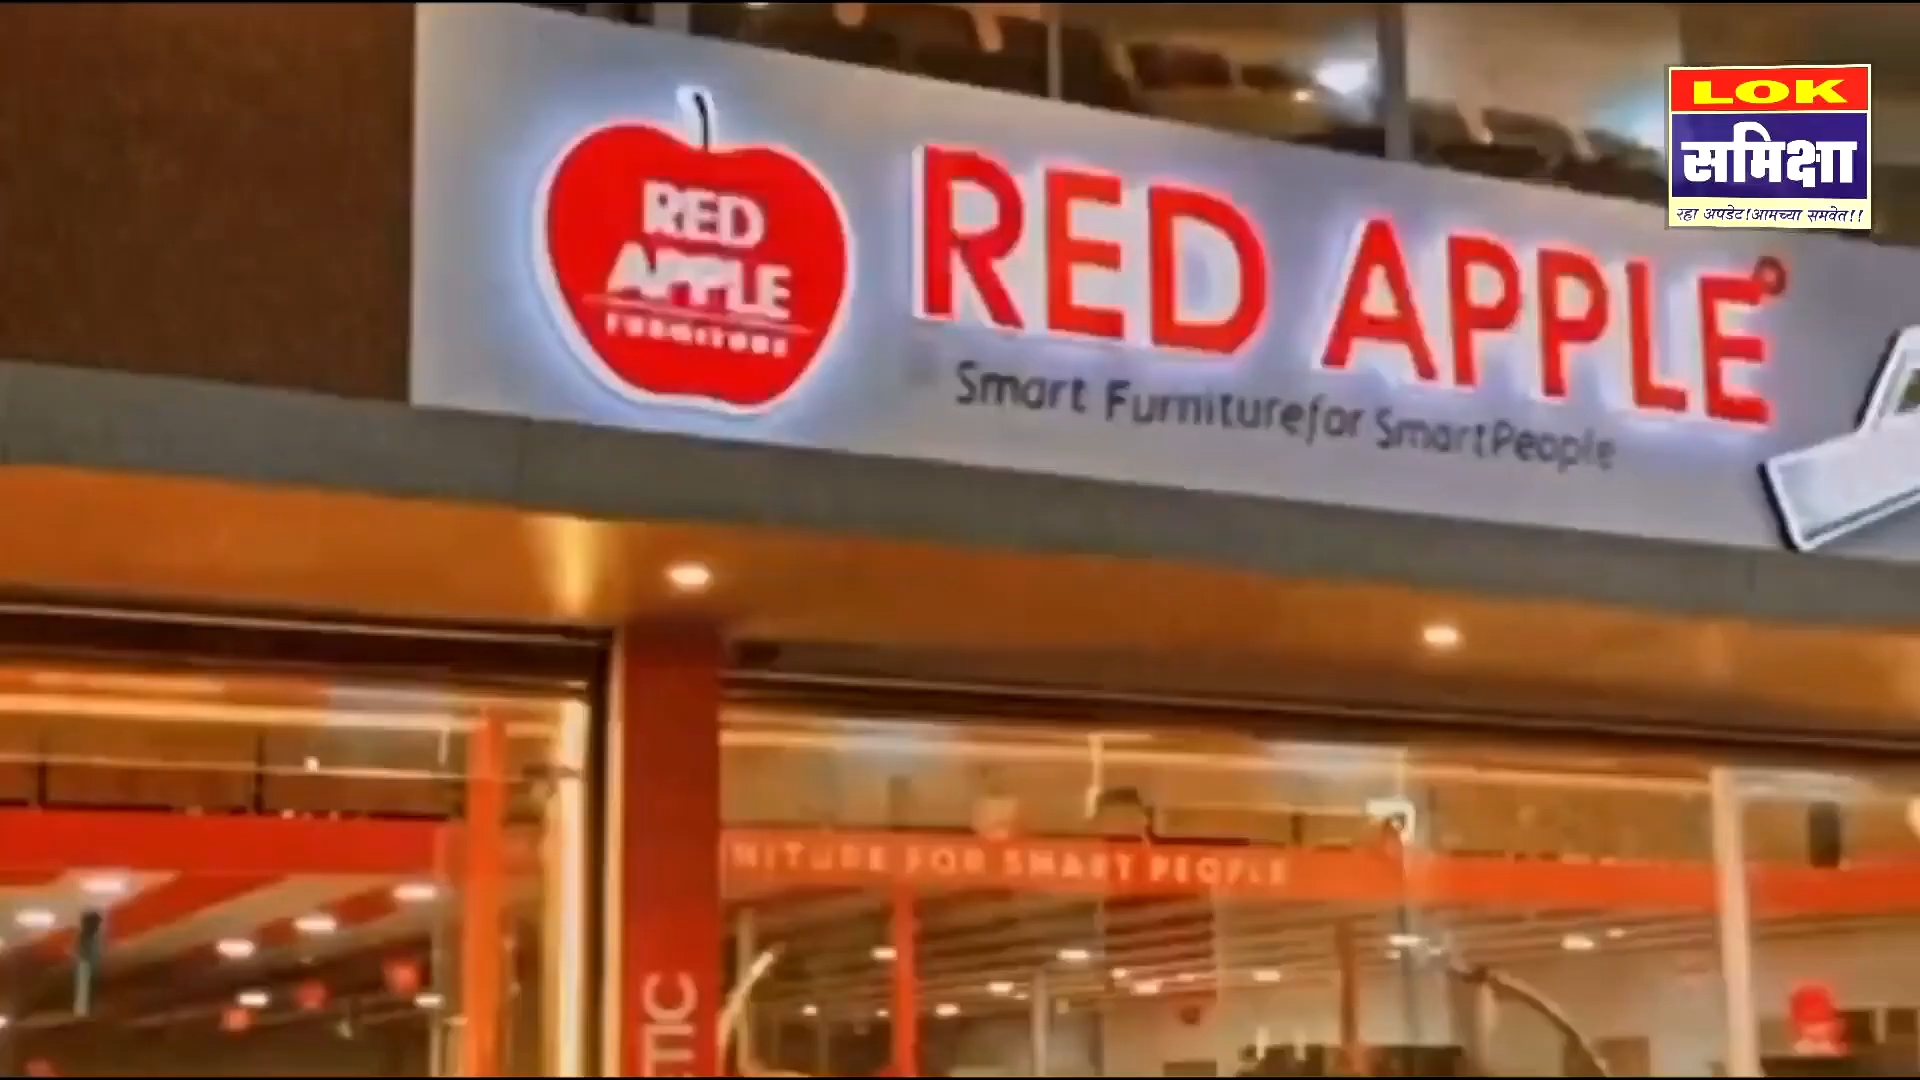 LOK
समिक्षा
रहा अपडेट!आमच्या समवेत!!
RED
APPLE
FURNITURE
RED APPLE
Smart Furniture for Smart People
NITURE FOR SMART PEOPLE
TIC